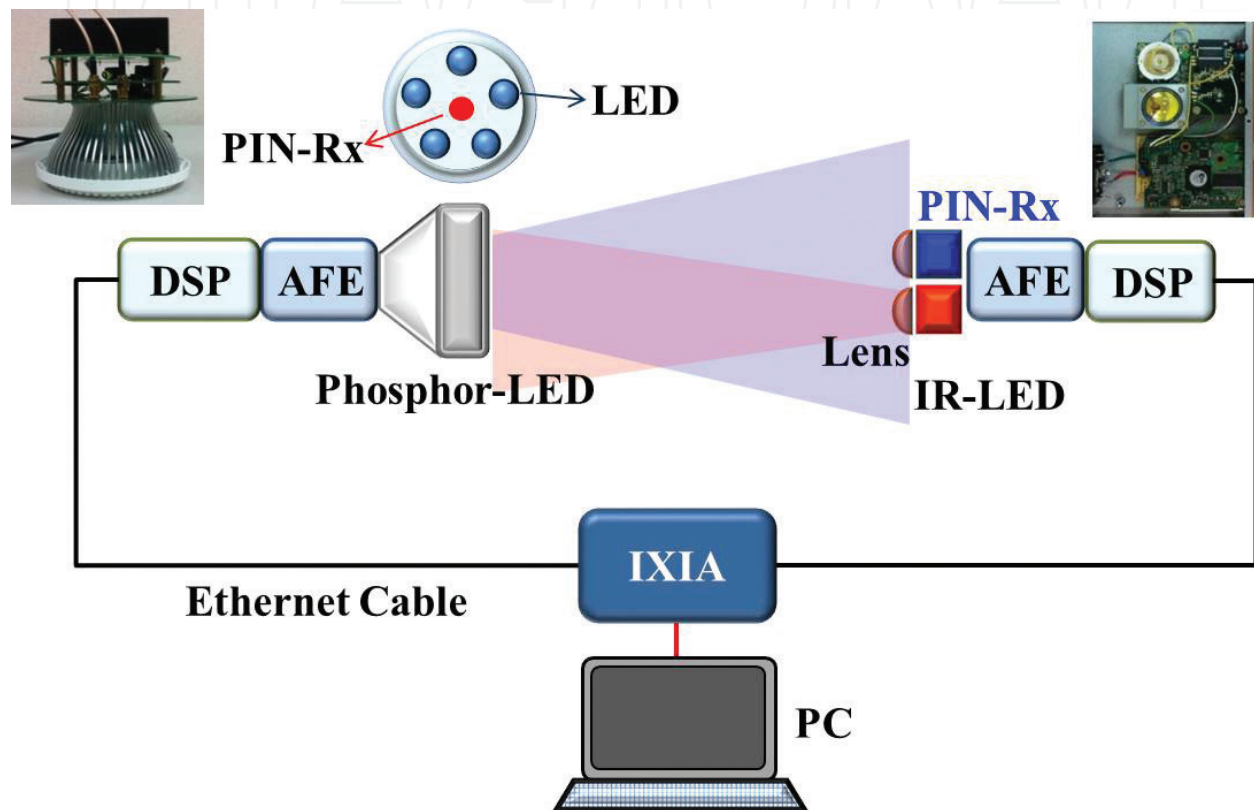 LED
PIN-Rx
PIN-Rx
DSP
AFE
AFE
DSP
Lens
Phosphor-LED
IR-LED
IXIA
Ethernet Cable
PC